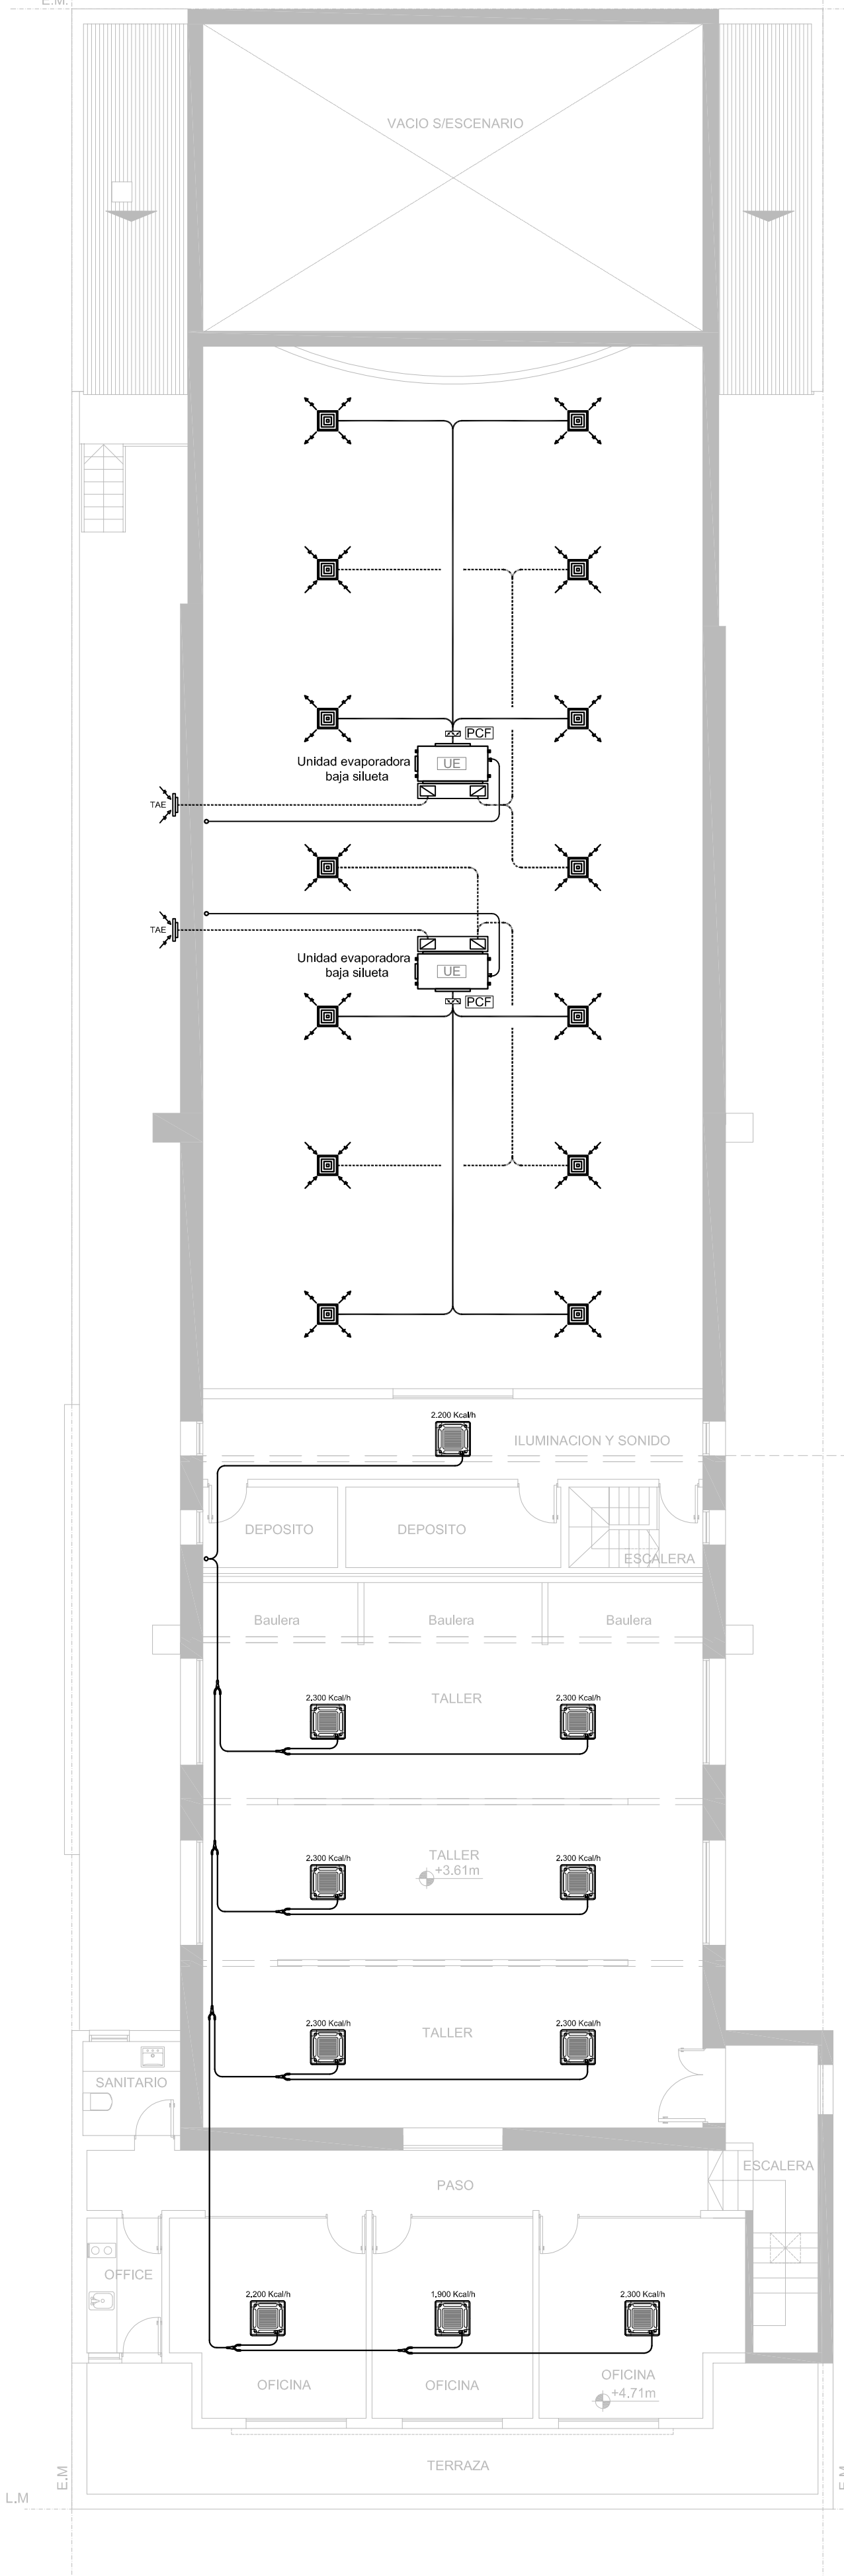 E.M.
VACIO S/ESCENARIO
PCF
Unidad evaporadora
baja silueta
UE
TAE
TAE
Unidad evaporadora
baja silueta
UE
PCF
2.200 Kcal/h
ILUMINACION Y SONIDO
DEPOSITO
DEPOSITO
ESCALERA
Baulera
Baulera
Baulera
2.300 Kcal/h
TALLER
2.300 Kcal/h
2.300 Kcal/h
TALLER
+3.61m
2.300 Kcal/h
2.300 Kcal/h
TALLER
2.300 Kcal/h
SANITARIO
PASO
ESCALERA
OFFICE
2.200 Kcal/h
1.900 Kcal/h
2.300 Kcal/h
OFICINA
OFICINA
OFICINA
+4.71m
TERRAZA
E.M
E.M
L.M